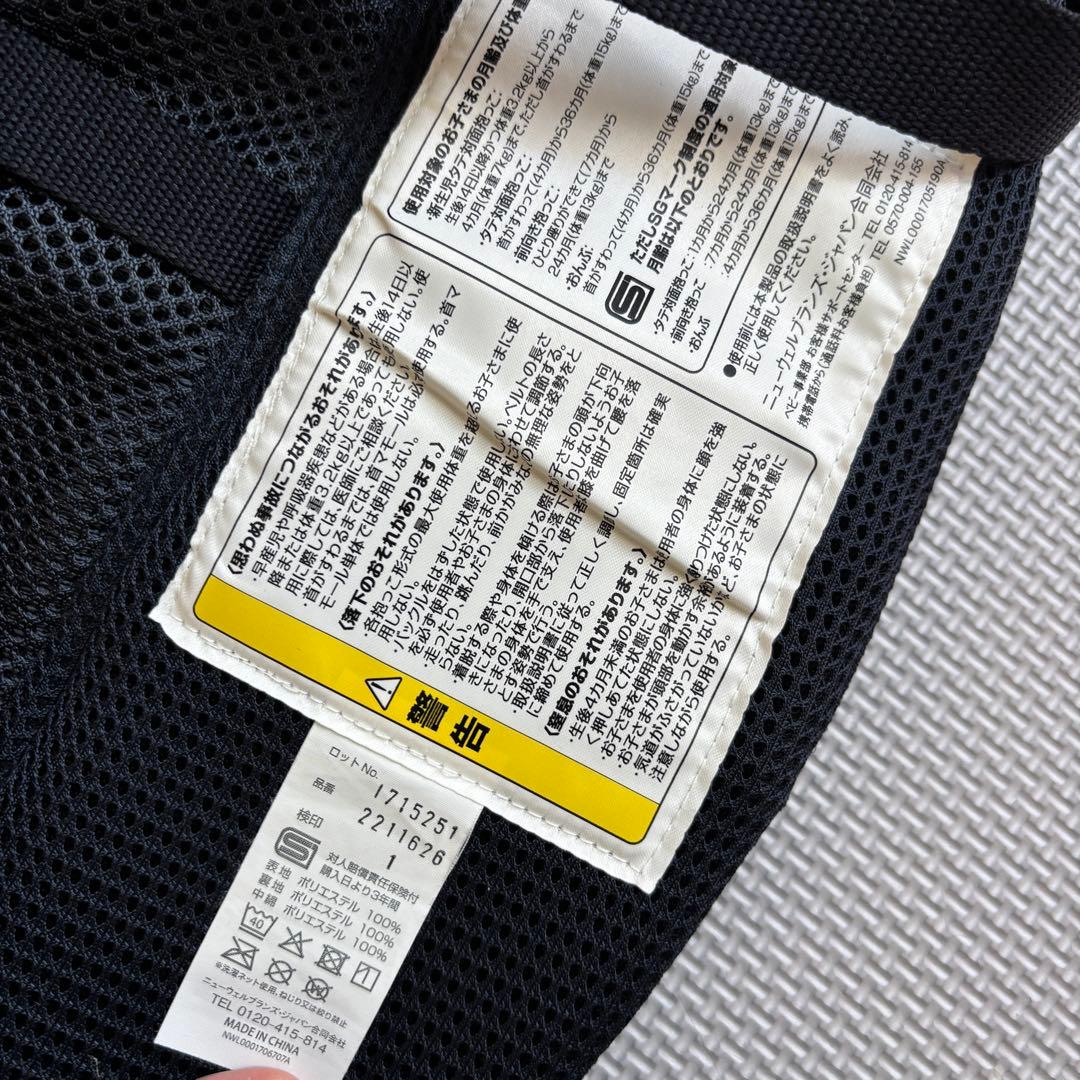 使用対象のお子さまの月齢及び体重
新生児タテ対面抱っこ:
生後14日以降かつ体重3.2kg以上から
4カ月(体重7kg)まで、ただし首がすわるまで
・タテ対面抱っこ:
首がすわって(4カ月)から36カ月(体重15kg)まで
前向き抱っこ:
ひとり座りができて(7カ月)から
24カ月(体重13kg)まで
おんぶ:
首がすわって(4カ月)から36カ月(体重15kg)まで
ただしSGマーク制度の適用対象
月齢は以下のとおりです。
・タテ対面抱っこ:1カ月から24カ月(体重13kg)まで
・前向き抱っこ :7カ月から24カ月(体重13kg)まで
・おんぶ :4カ月から36カ月(体重15kg)まで
●使用前には本製品の取扱説明書をよく読み、
正しく使用してください。
ニューウェルブランズ・ジャパン合同会社
ベビー事業部 お客様サポートセンター TEL 0120-415-814
携帯電話から(通話料お客様負担) TEL 0570-004-155
NWL0001705190A
警告
〈思わぬ事故につながるおそれがあります。〉
・早産児や呼吸器疾患などがある場合は、生後14日以
降または体重3.2kg以上であっても使用しない。使
用に際しては、医師にご相談ください。
・首がすわるまでは、首マモールは必ず使用する。首マ
モール単体では使用しない。
〈落下のおそれがあります。〉
・各抱っこ形式の最大使用体重を超えるお子さまに使
用しない。
・バックルをはずした状態で使用しない。ベルトの長さ
を必ず使用者やお子さまの身体にあわせて調節する。
・走ったり、跳んだり、前かがみなどの無理な姿勢をと
らない。
・着脱する際や身体を傾ける際はお子さまの頭が下向
きになったり、開口部から落下したりしないようお子
さまの身体を手で支え、使用者は膝を曲げて腰を落
とす姿勢で行う。
・取扱説明書に従って正しく調節し、固定箇所は確実
に締めて使用する。
〈窒息のおそれがあります。〉
・生後4カ月未満のお子さまは使用者の身体に顔を強
く押しあてた状態にしない。
・お子さまを使用者の身体に強く締りつけた状態にしない。
お子さまが頭部を動かす余裕があるように装着する。
・気道がふさがっていないかなど、お子さまの状態に
注意しながら使用する。
ロットNo.
1715251
品番
2211626
検印
1
対人賠償責任保険付
購入日より3年間
表地 ポリエステル 100%
裏地 ポリエステル 100%
中綿 ポリエステル 100%
40
※洗濯ネット使用、ねじり又は絞り禁止
ニューウェルブランズ・ジャパン合同会社
TEL 0120-415-814
MADE IN CHINA
NWL0001706707A